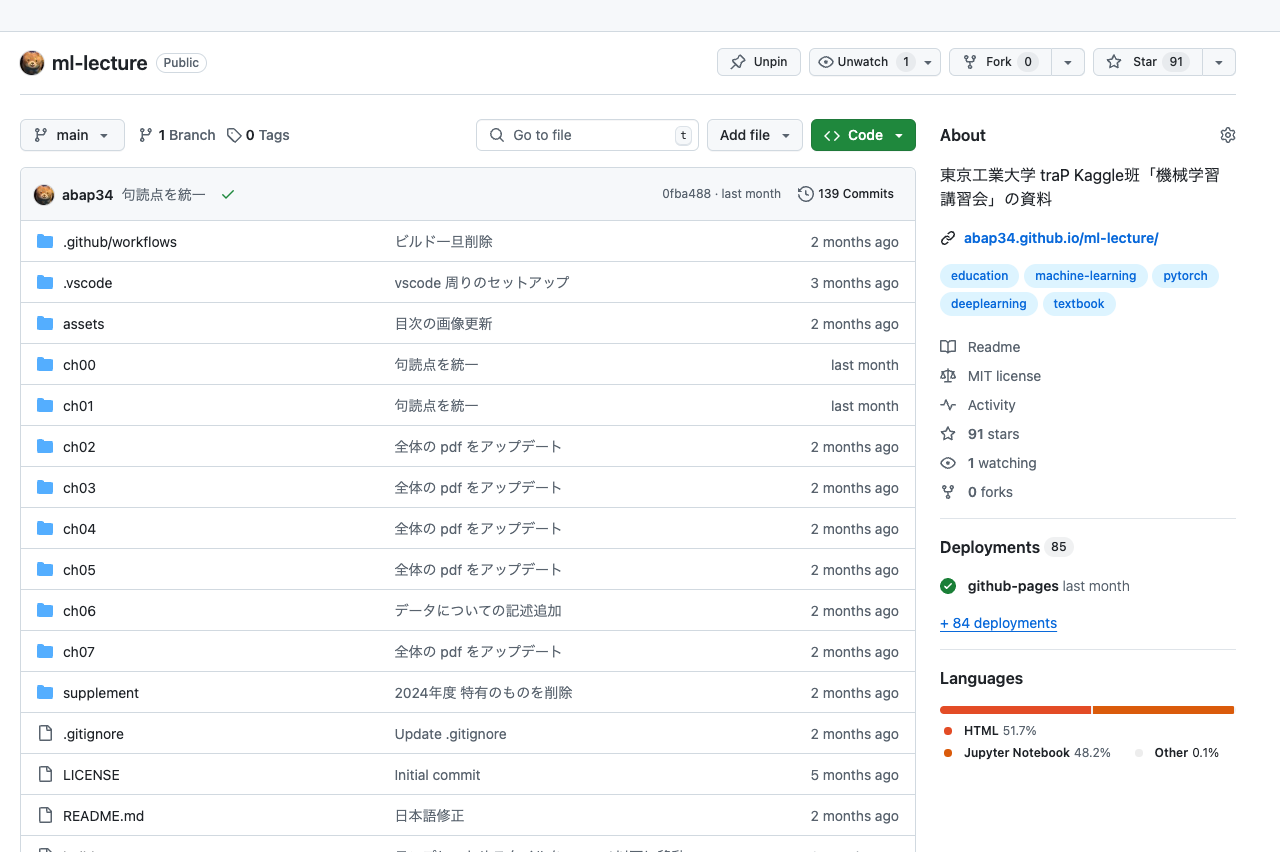 ml-lecture Public Unpin Unwatch 1 Fork 0 Star 91
main 1 Branch 0 Tags Go to file t Add file Code
abap34 句読点を統一 0fba488 · last month 139 Commits
.github/workflows ビルド一旦削除 2 months ago
.vscode vscode 周りのセットアップ 3 months ago
assets 目次の画像更新 2 months ago
ch00 句読点を統一 last month
ch01 句読点を統一 last month
ch02 全体の pdf をアップデート 2 months ago
ch03 全体の pdf をアップデート 2 months ago
ch04 全体の pdf をアップデート 2 months ago
ch05 全体の pdf をアップデート 2 months ago
ch06 データについての記述追加 2 months ago
ch07 全体の pdf をアップデート 2 months ago
supplement 2024年度 特有のものを削除 2 months ago
.gitignore Update .gitignore 2 months ago
LICENSE Initial commit 5 months ago
README.md 日本語修正 2 months ago
About
東京工業大学 traP Kaggle班「機械学習
講習会」の資料
abap34.github.io/ml-lecture/
education machine-learning pytorch
deeplearning textbook
Readme
MIT license
Activity
91 stars
1 watching
0 forks
Deployments 85
github-pages last month
+ 84 deployments
Languages
HTML 51.7%
Jupyter Notebook 48.2% Other 0.1%